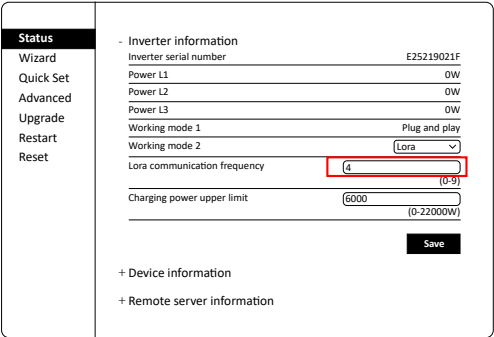 Status
Wizard
Quick Set
Advanced
Upgrade
Restart
Reset
- Inverter information
Inverter serial number E25219021F
Power L1 0W
Power L2 0W
Power L3 0W
Working mode 1 Plug and play
Working mode 2 Lora
Lora communication frequency 4
(0-9)
Charging power upper limit 6000
(0-22000W)
Save
+ Device information
+ Remote server information